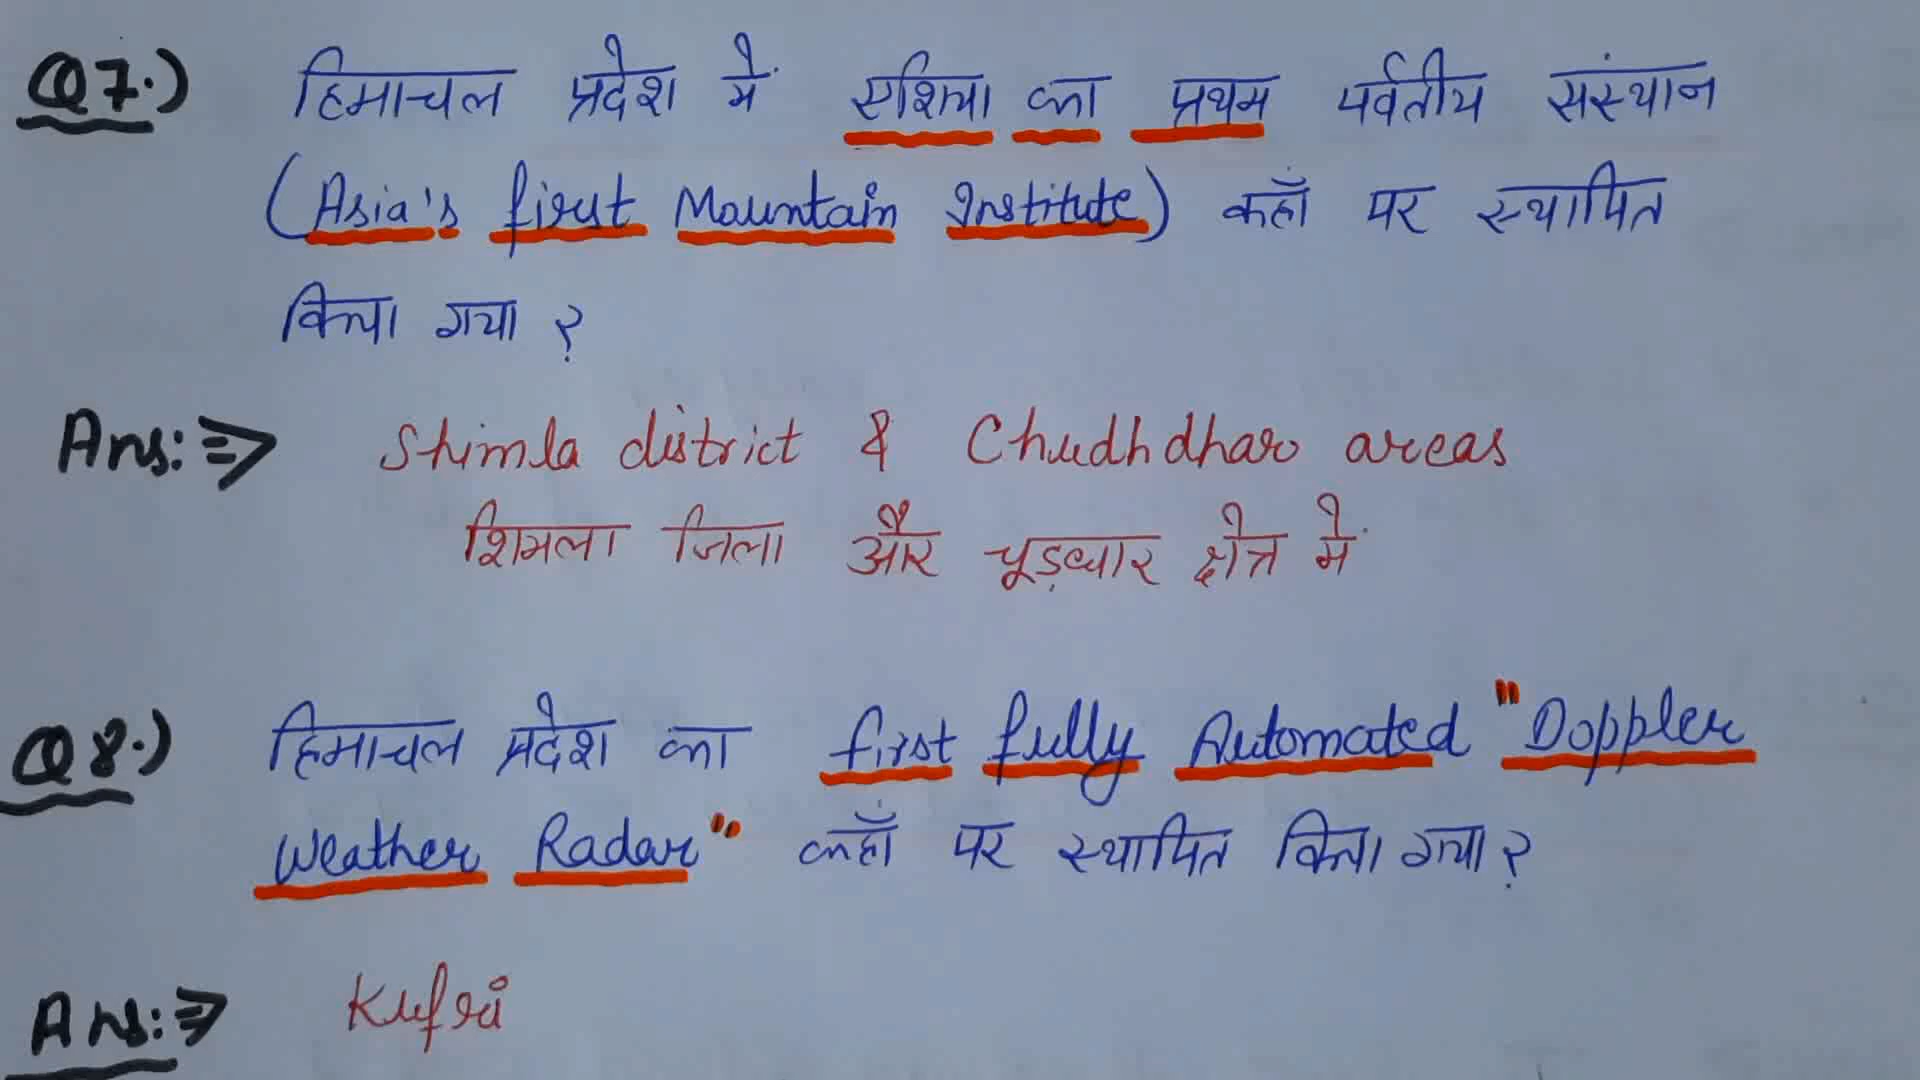 Q7.) हिमाचल प्रदेश में एशिया का प्रथम पर्वतीय संस्थान
(Asia's first Mountain Institute) कहाँ पर स्थापित
किया गया ?
Ans:⇒ Shimla district & Chudhdhar areas
शिमला जिला और चूड़धार क्षेत्र में
Q8.) हिमाचल प्रदेश का first fully Automated "Doppler
Weather Radar" कहाँ पर स्थापित किया गया ?
Ans:⇒ Kufri